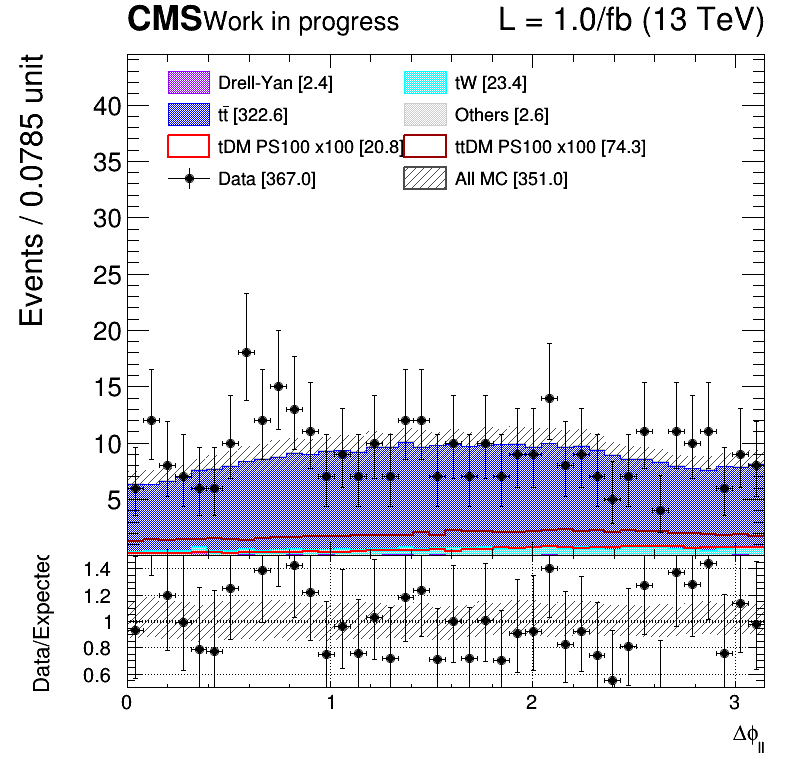 CMS Work in progress L = 1.0/fb (13 TeV)
Events / 0.0785 unit
Drell-Yan [2.4] tW [23.4]
tt̄ [322.6] Others [2.6]
tDM PS100 x100 [20.8] ttDM PS100 x100 [74.3]
Data [367.0] All MC [351.0]
40
35
30
25
20
15
10
5
Data/Expected
1.4
1.2
1
0.8
0.6
0 1 2 3
Δϕ_ll